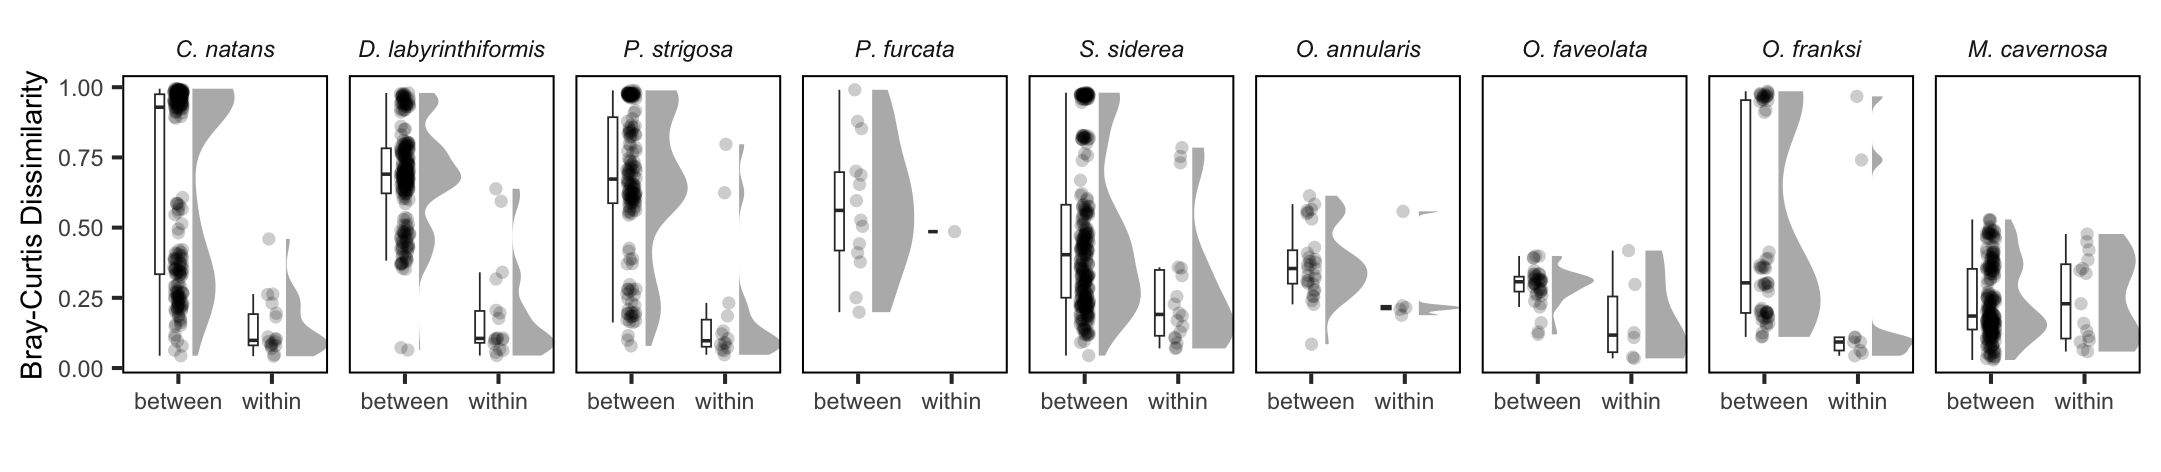 C. natans D. labyrinthiformis P. strigosa P. furcata S. siderea O. annularis O. faveolata O. franksi M. cavernosa
Bray-Curtis Dissimilarity
1.00
0.75
0.50
0.25
0.00
between within between within between within between within between within between within between within between within between within